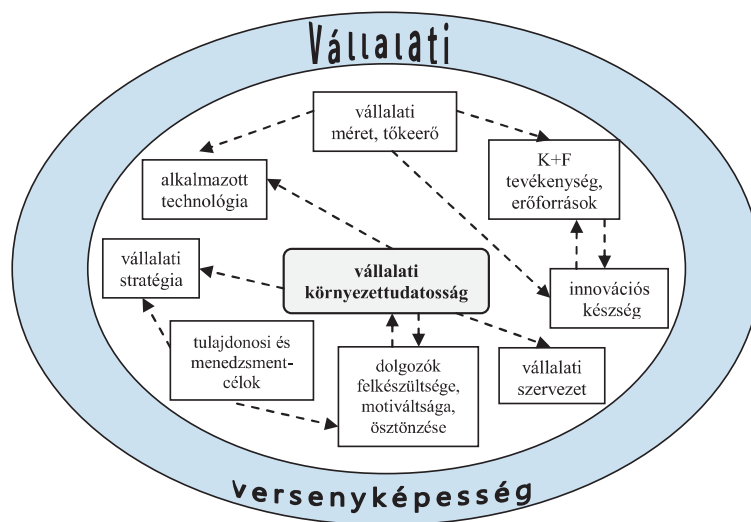 Vállalati
vállalati
méret, tőkeerő
K+F
tevékenység,
erőforrások
alkalmazott
technológia
vállalati
stratégia
vállalati
környezettudatosság
innovációs
készség
tulajdonosi és
menedzsment-
célok
dolgozók
felkészültsége,
motiváltsága,
ösztönzése
vállalati
szervezet
versenyképesség